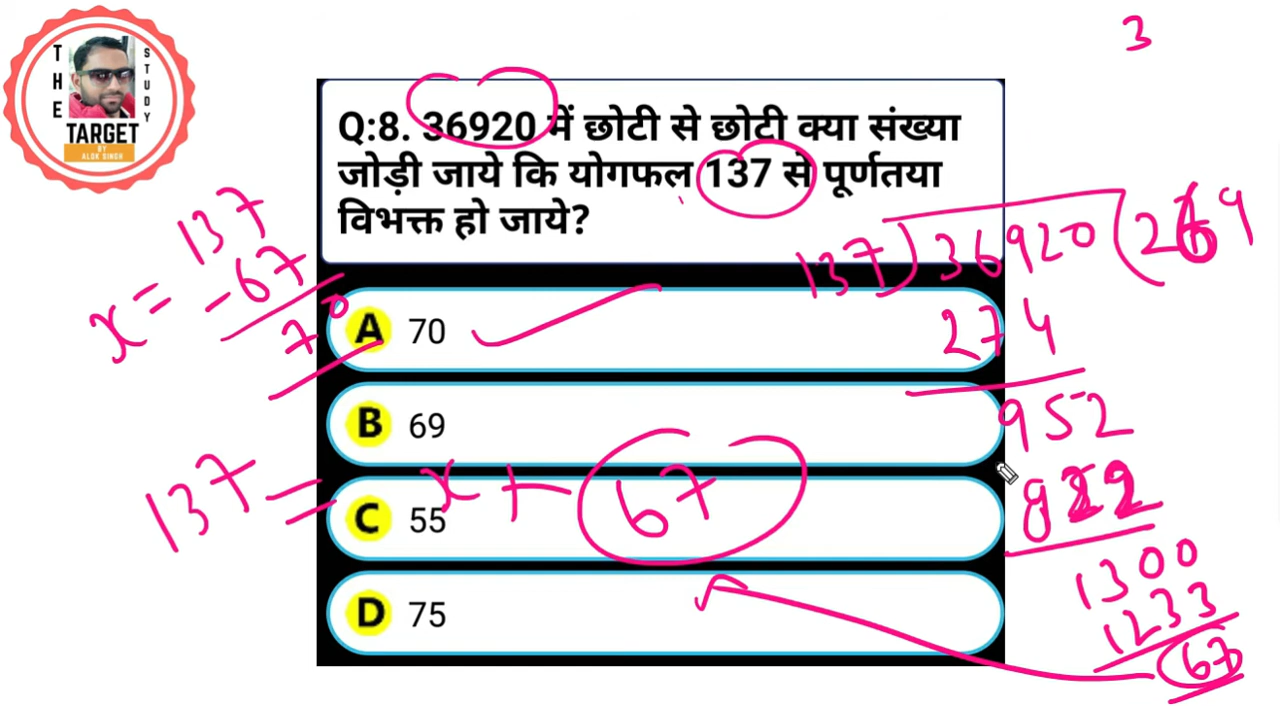 THE
STUDY
TARGET
BY
ALOK SINGH
3
Q:8. 36920 में छोटी से छोटी क्या संख्या
जोड़ी जाये कि योगफल 137 से पूर्णतया
विभक्त हो जाये?
x = 137
- 67
70
137 ) 36920 ( 269
274
952
822
1300
1233
67
A 70
B 69
C 55
D 75
137 = x + 67